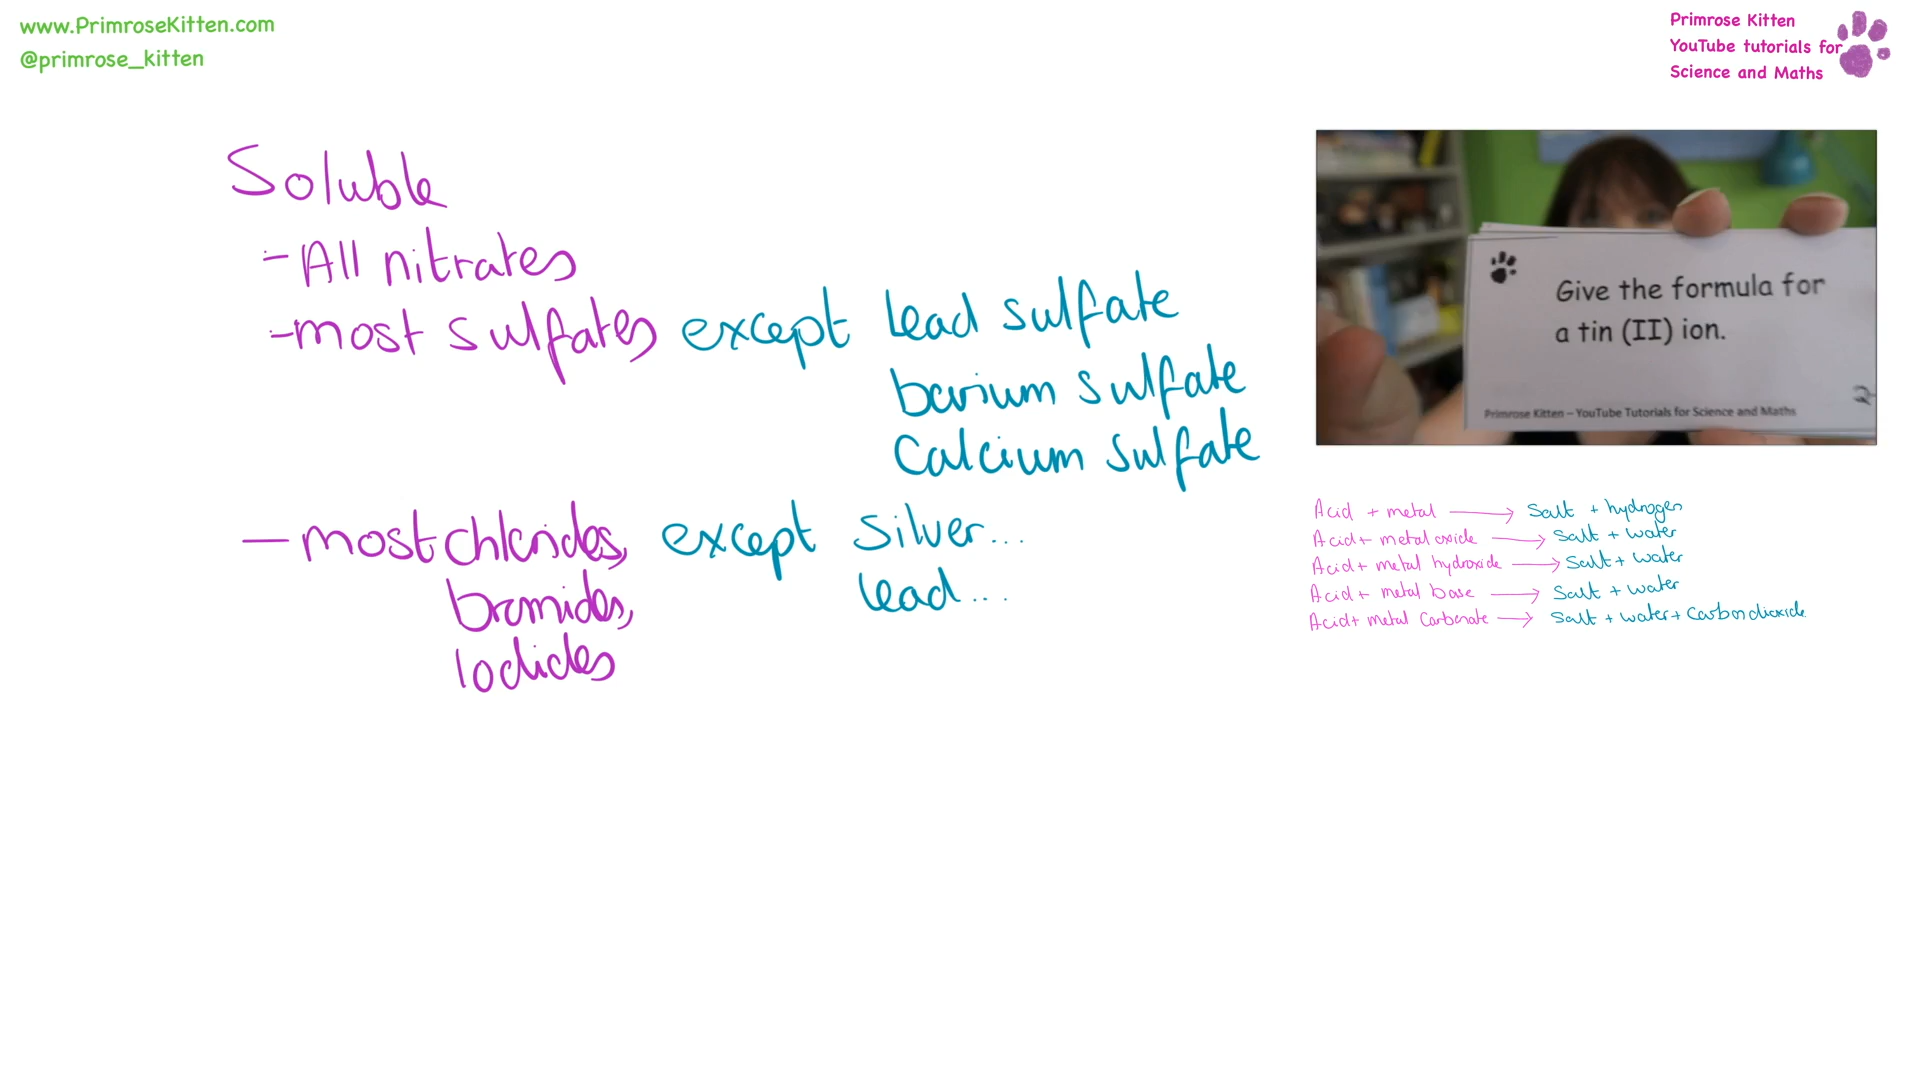 www.PrimroseKitten.com
@primrose_kitten
Primrose Kitten
YouTube tutorials for
Science and Maths
Soluble
- All nitrates
- most sulfates except lead sulfate
barium sulfate
Calcium sulfate
- most chlorides, except silver...
bromides, lead...
Iodides
Give the formula for
a tin (II) ion.
Primrose Kitten – YouTube Tutorials for Science and Maths
Acid + metal → Salt + hydrogen
Acid + metal oxide → Salt + water
Acid + metal hydroxide → Salt + water
Acid + metal base → Salt + water
Acid + metal Carbonate → Salt + water + Carbon dioxide